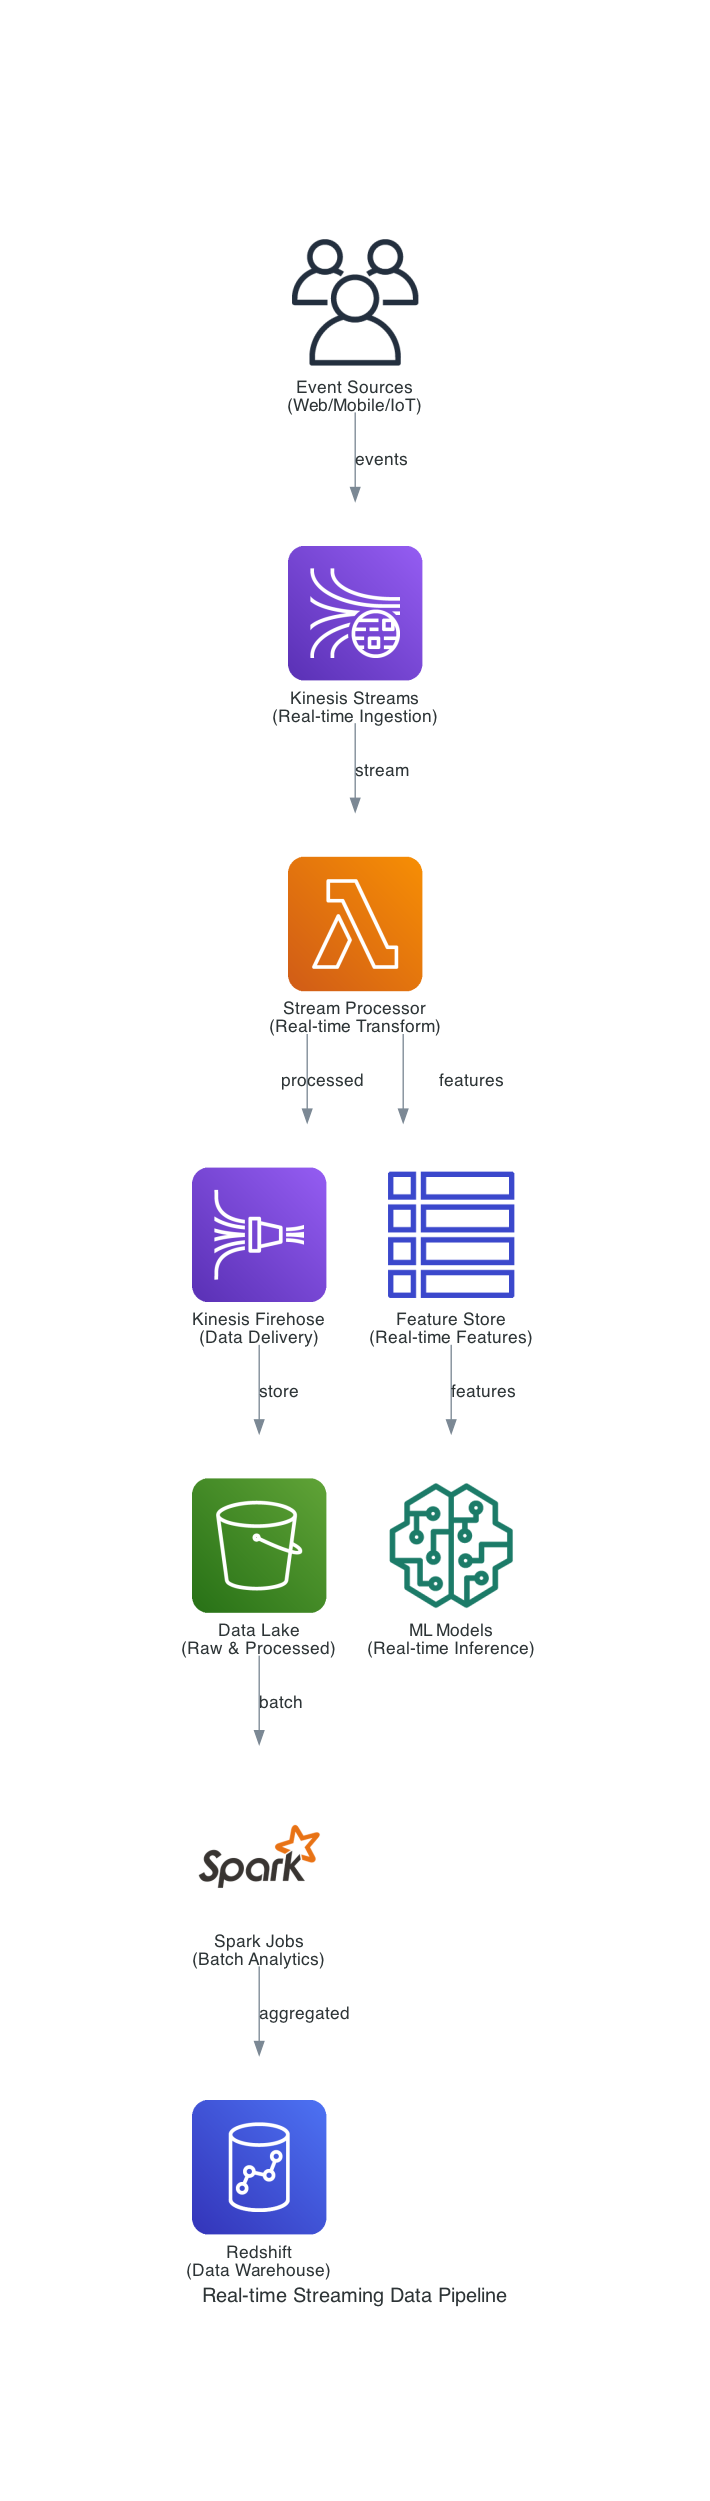 Event Sources
(Web/Mobile/IoT)
events
Kinesis Streams
(Real-time Ingestion)
stream
Stream Processor
(Real-time Transform)
processed
features
Kinesis Firehose
(Data Delivery)
Feature Store
(Real-time Features)
store
features
Data Lake
(Raw & Processed)
ML Models
(Real-time Inference)
batch
Spark
Spark Jobs
(Batch Analytics)
aggregated
Redshift
(Data Warehouse)
Real-time Streaming Data Pipeline